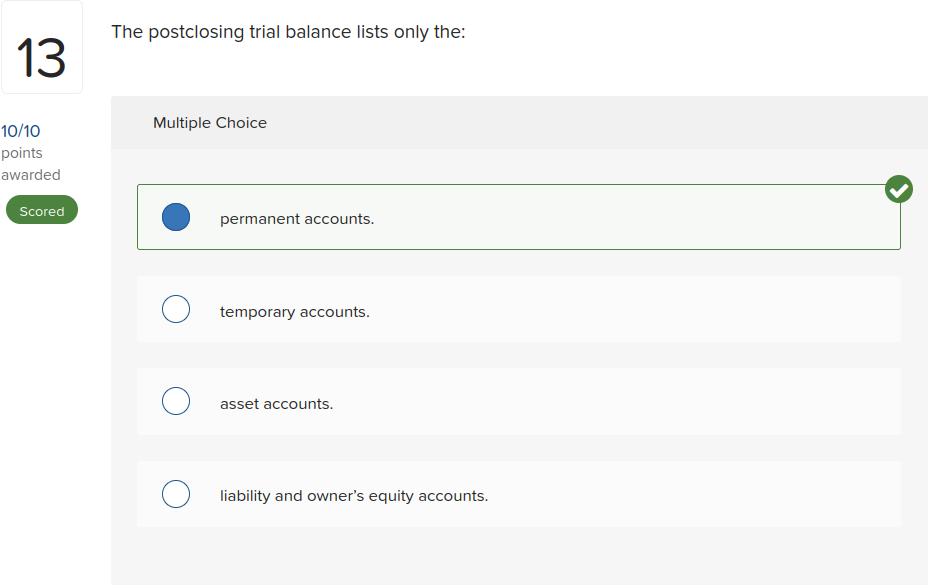 13
The postclosing trial balance lists only the:
10/10
points
awarded
Scored
Multiple Choice
permanent accounts.
temporary accounts.
asset accounts.
liability and owner’s equity accounts.